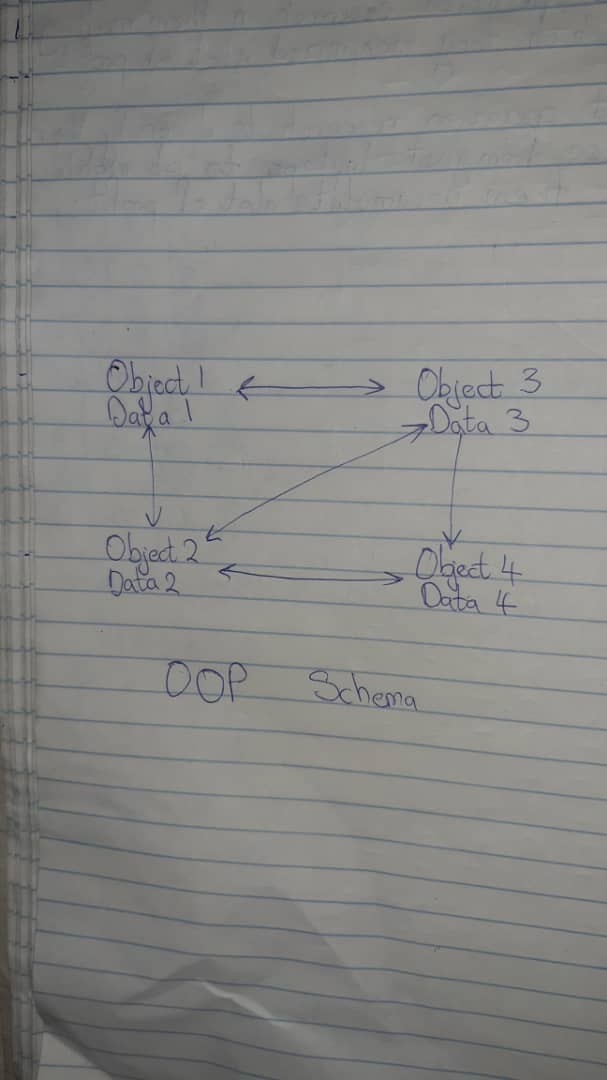 Object 1
Data 1
Object 3
Data 3
Object 2
Data 2
Object 4
Data 4
OOP Schema